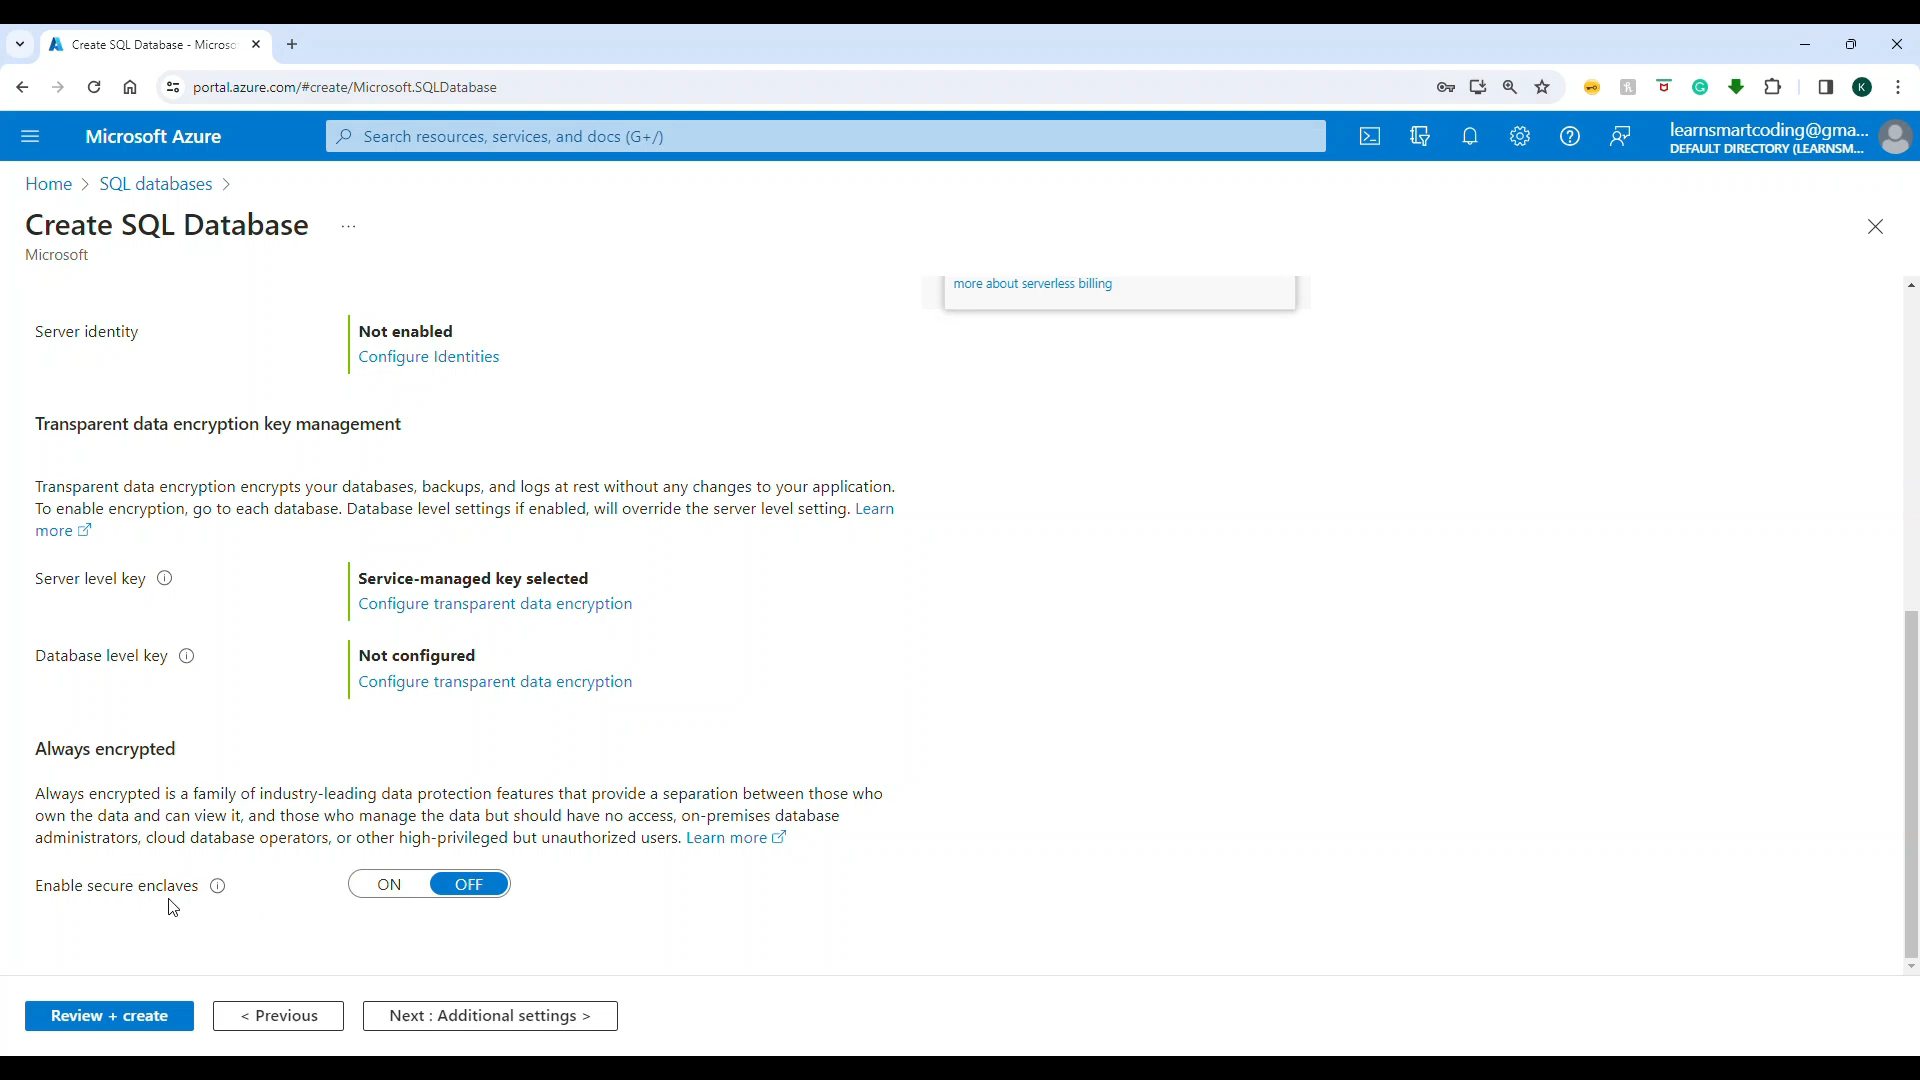 Create SQL Database - Microso
portal.azure.com/#create/Microsoft.SQLDatabase
K
Microsoft Azure
Search resources, services, and docs (G+/)
learnsmartcoding@gma...
DEFAULT DIRECTORY (LEARNSM...
Home > SQL databases >
Create SQL Database ...
Microsoft
more about serverless billing
Server identity
Not enabled
Configure Identities
Transparent data encryption key management
Transparent data encryption encrypts your databases, backups, and logs at rest without any changes to your application.
To enable encryption, go to each database. Database level settings if enabled, will override the server level setting. Learn
more
Server level key
Service-managed key selected
Configure transparent data encryption
Database level key
Not configured
Configure transparent data encryption
Always encrypted
Always encrypted is a family of industry-leading data protection features that provide a separation between those who
own the data and can view it, and those who manage the data but should have no access, on-premises database
administrators, cloud database operators, or other high-privileged but unauthorized users. Learn more
Enable secure enclaves
ON OFF
Review + create
< Previous
Next : Additional settings >